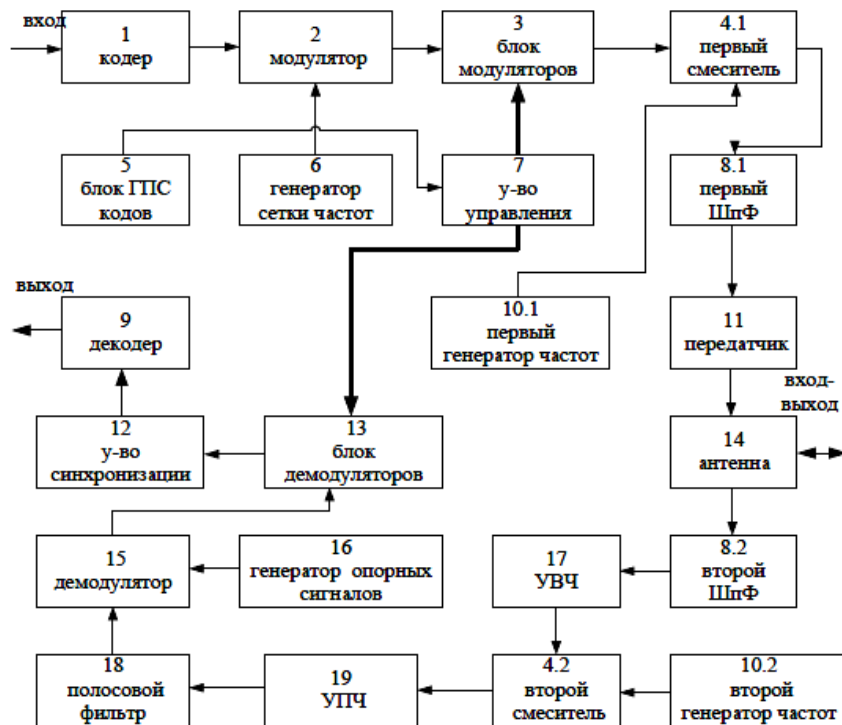 вход
1
кодер
2
модулятор
3
блок
модуляторов
4.1
первый
смеситель
5
блок ГПС
кодов
6
генератор
сетки частот
7
у-во
управления
8.1
первый
ШпФ
выход
9
декодер
10.1
первый
генератор частот
11
передатчик
вход-
выход
12
у-во
синхронизации
13
блок
демодуляторов
14
антенна
15
демодулятор
16
генератор опорных
сигналов
17
УВЧ
8.2
второй
ШпФ
18
полосовой
фильтр
19
УПЧ
4.2
второй
смеситель
10.2
второй
генератор частот